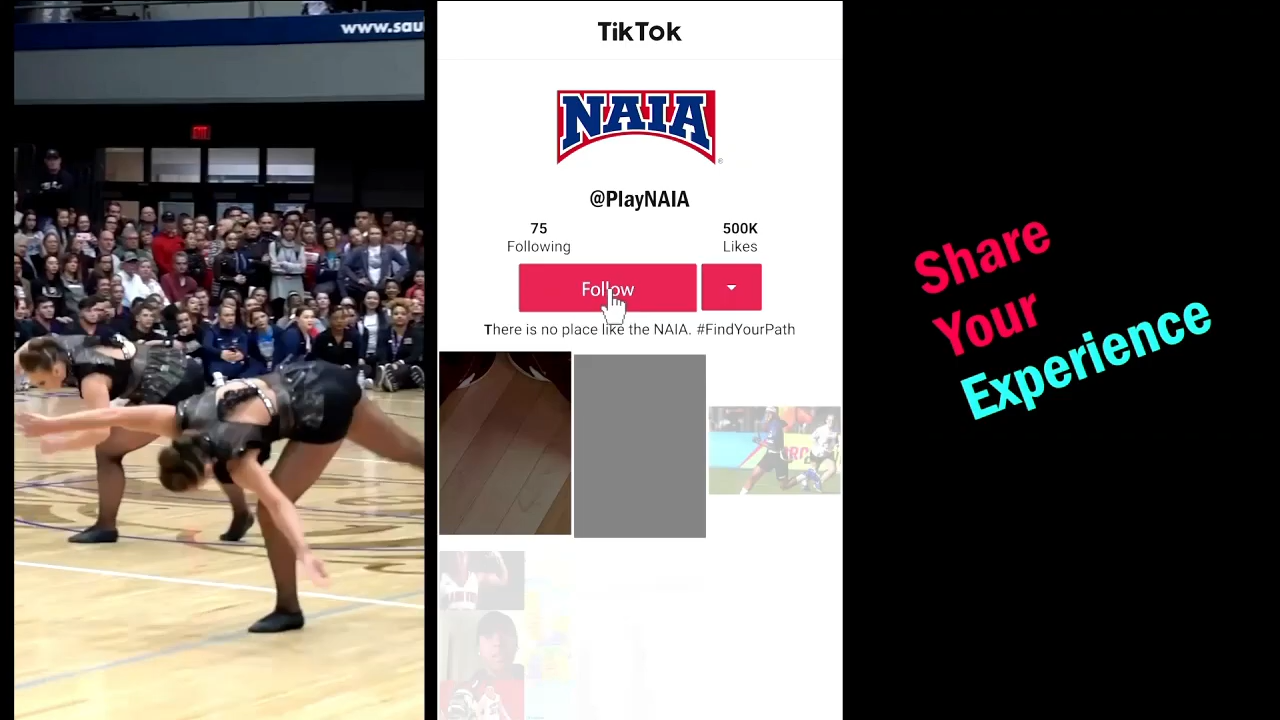 www.sau
EXIT
TikTok
NAIA
®
@PlayNAIA
75
Following
500K
Likes
Follow
There is no place like the NAIA. #FindYourPath
Share
Your
Experience